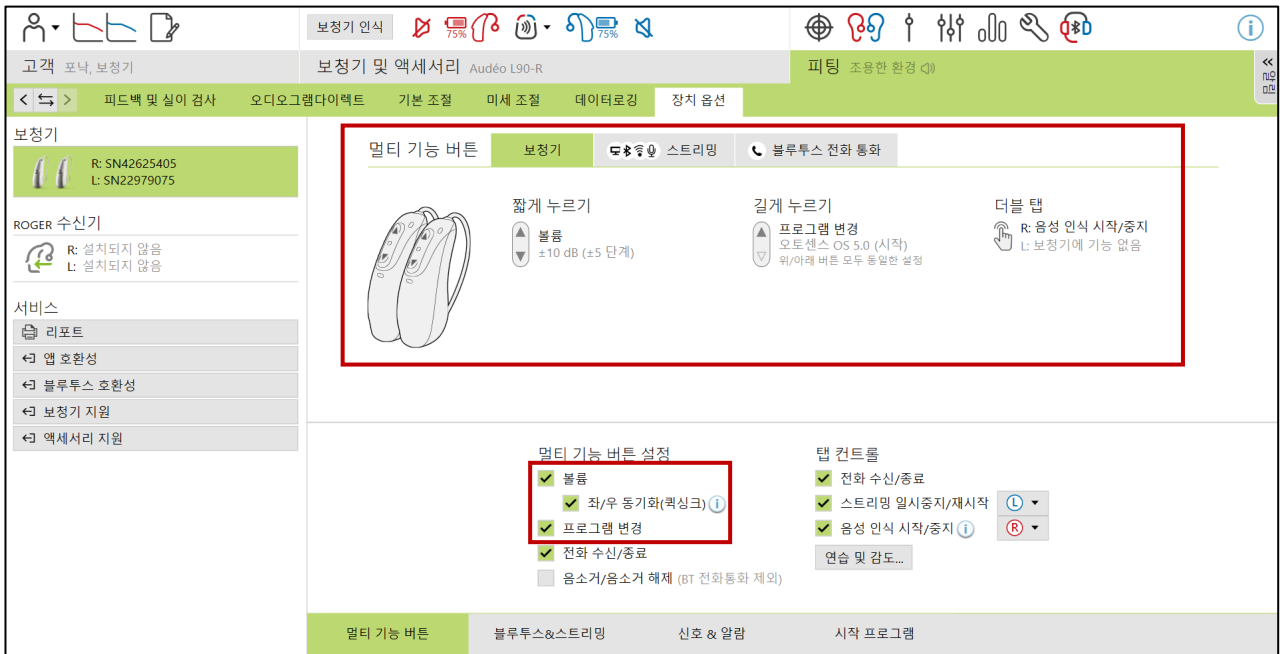 보청기 인식
75%
75%
고객 포낙, 보청기
보청기 및 액세서리 Audéo L90-R
피팅 조용한 환경
알림
피드백 및 실이 검사
오디오그램다이렉트
기본 조절
미세 조절
데이터로깅
장치 옵션
보청기
R: SN42625405
L: SN22979075
ROGER 수신기
R: 설치되지 않음
L: 설치되지 않음
서비스
리포트
앱 호환성
블루투스 호환성
보청기 지원
액세서리 지원
멀티 기능 버튼
보청기
스트리밍
블루투스 전화 통화
짧게 누르기
볼륨
±10 dB (±5 단계)
길게 누르기
프로그램 변경
오토센스 OS 5.0 (시작)
위/아래 버튼 모두 동일한 설정
더블 탭
R: 음성 인식 시작/중지
L: 보청기에 기능 없음
멀티 기능 버튼 설정
볼륨
좌/우 동기화(퀵싱크)
프로그램 변경
전화 수신/종료
음소거/음소거 해제 (BT 전화통화 제외)
탭 컨트롤
전화 수신/종료
스트리밍 일시중지/재시작 L
음성 인식 시작/중지 R
연습 및 감도...
멀티 기능 버튼
블루투스&스트리밍
신호 & 알람
시작 프로그램